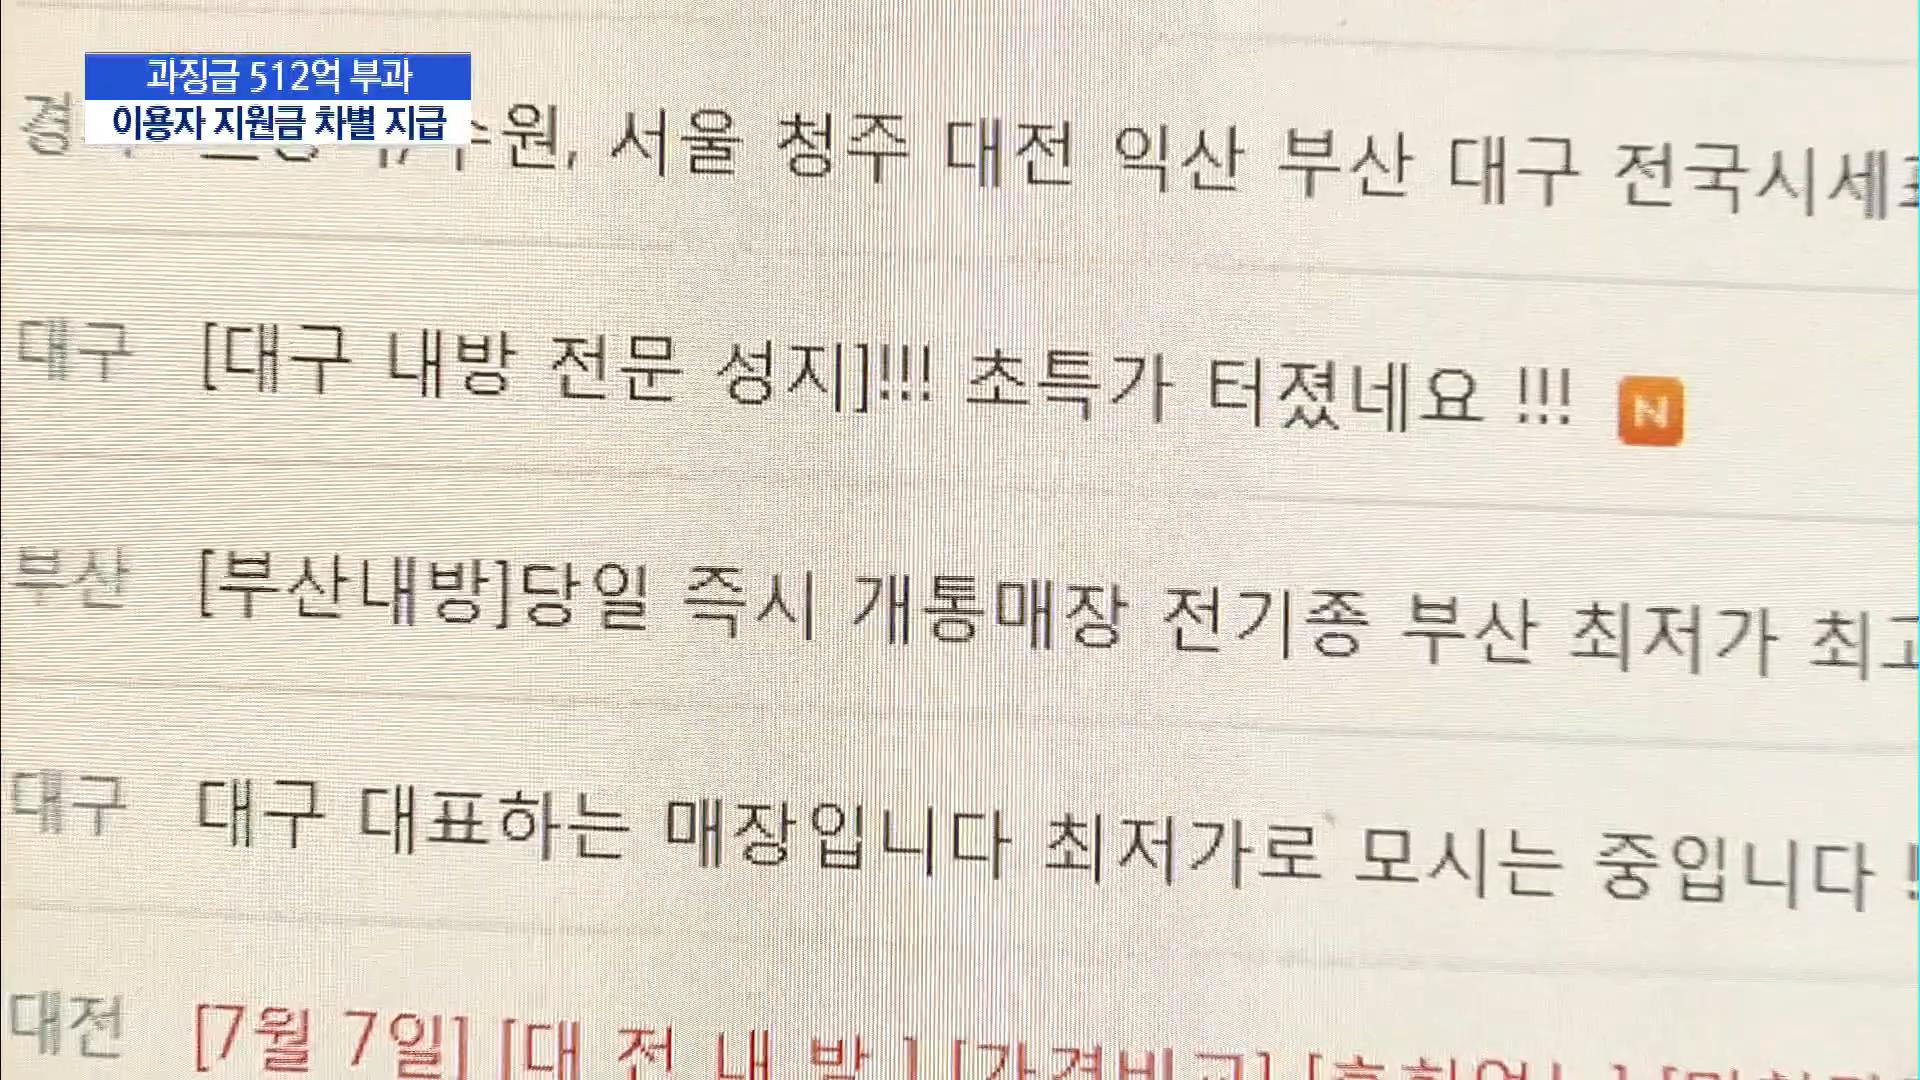 과징금 512억 부과
이용자 지원금 차별 지급
서울 청주 대전 익산 부산 대구 전국시세
대구 [대구 내방 전문 성지]!!! 초특가 터졌네요 !!! N
부산 [부산내방]당일 즉시 개통매장 전기종 부산 최저가 최고
대구 대구 대표하는 매장입니다 최저가로 모시는 중입니다 !
대전 [7월 7일] [대 전 내 방 ] [가격비교]